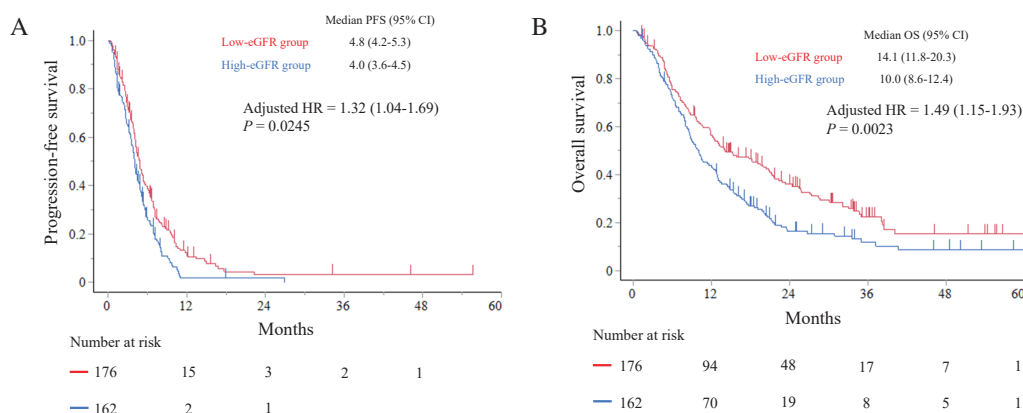 A
Median PFS (95% CI)
Low-eGFR group 4.8 (4.2-5.3)
High-eGFR group 4.0 (3.6-4.5)
Adjusted HR = 1.32 (1.04-1.69)
P = 0.0245
Progression-free survival
1.0
0.8
0.6
0.4
0.2
0
0 12 24 36 48 60
Months
Number at risk
176 15 3 2 1
162 2 1
B
Median OS (95% CI)
Low-eGFR group 14.1 (11.8-20.3)
High-eGFR group 10.0 (8.6-12.4)
Adjusted HR = 1.49 (1.15-1.93)
P = 0.0023
Overall survival
1.0
0.8
0.6
0.4
0.2
0
0 12 24 36 48 60
Months
Number at risk
176 94 48 17 7 1
162 70 19 8 5 1